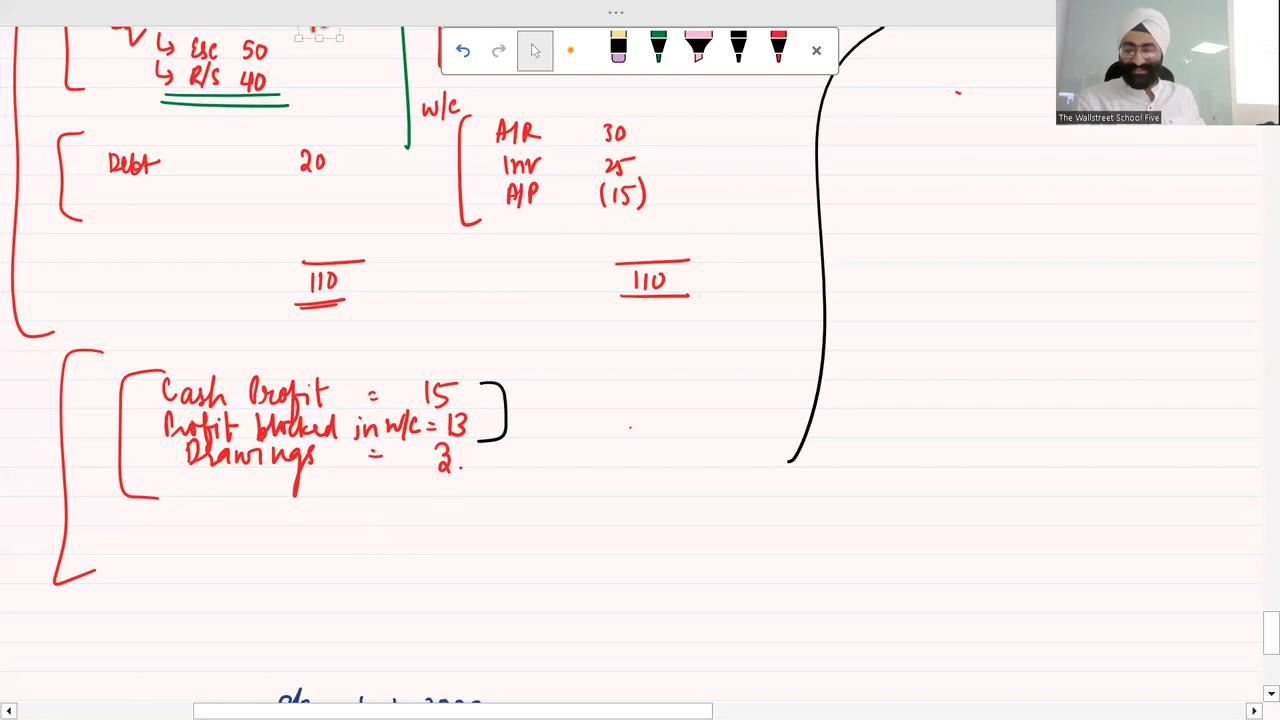 ↳ ESC 50
↳ R/S 40
Debt 20
110
W/C
A/R 30
Inv 25
A/P (15)
110
Cash Profit = 15
Profit blocked in W/C = 13
Drawings = 3.
The Wallstreet School Five